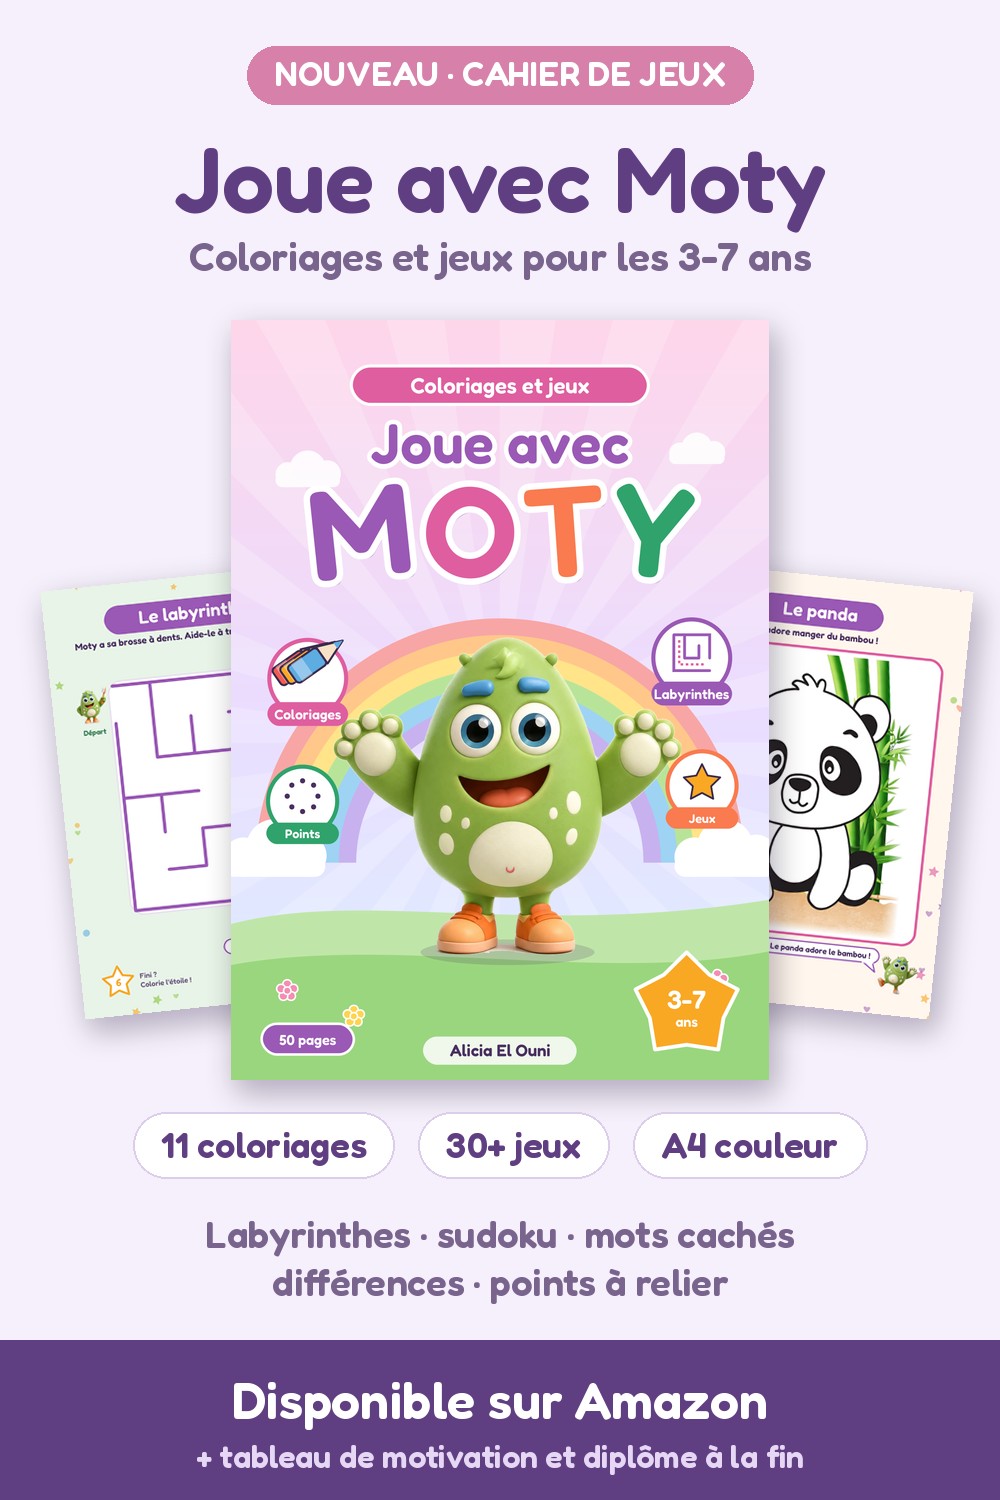 NOUVEAU · CAHIER DE JEUX
Joue avec Moty
Coloriages et jeux pour les 3-7 ans
Coloriages et jeux
Joue avec
MOTY
Coloriages
Labyrinthes
Points
Jeux
3-7
ans
50 pages
Alicia El Ouni
Le labyrint
Moty a sa brosse à dents. Aide-le à
Départ
6
Fini ?
Colorie l'étoile !
Le panda
adore manger du bambou !
Le panda adore le bambou !
11 coloriages
30+ jeux
A4 couleur
Labyrinthes · sudoku · mots cachés
différences · points à relier
Disponible sur Amazon
+ tableau de motivation et diplôme à la fin